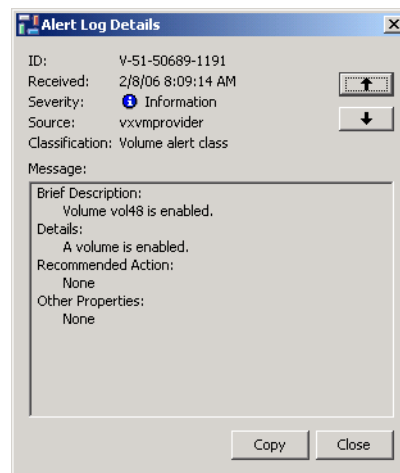 Alert Log Details
ID: V-51-50689-1191
Received: 2/8/06 8:09:14 AM
Severity: Information
Source: vxvmprovider
Classification: Volume alert class
Message:
Brief Description:
Volume vol48 is enabled.
Details:
A volume is enabled.
Recommended Action:
None
Other Properties:
None
Copy Close